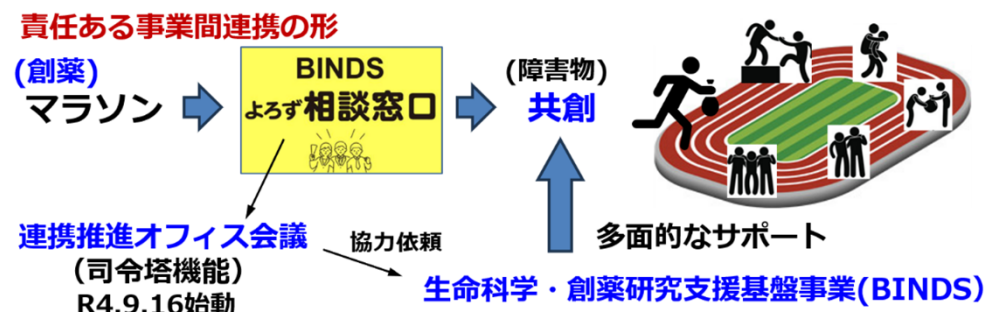 責任ある事業間連携の形
(創薬)
マラソン
BINDS
よろず相談窓口
(障害物)
共創
連携推進オフィス会議
(司令塔機能)
R4.9.16始動
協力依頼
多面的なサポート
生命科学・創薬研究支援基盤事業(BINDS)